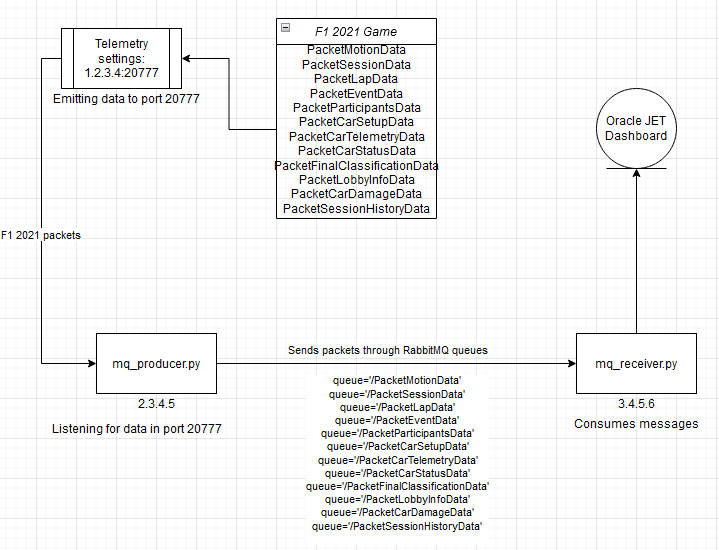 F1 2021 Game
PacketMotionData
PacketSessionData
PacketLapData
PacketEventData
PacketParticipantsData
PacketCarSetupData
PacketCarTelemetryData
PacketCarStatusData
PacketFinalClassificationData
PacketLobbyInfoData
PacketCarDamageData
PacketSessionHistoryData
Telemetry
settings:
1.2.3.4:20777
Emitting data to port 20777
Oracle JET
Dashboard
F1 2021 packets
mq_producer.py
2.3.4.5
Listening for data in port 20777
Sends packets through RabbitMQ queues
queue='/PacketMotionData'
queue='/PacketSessionData'
queue='/PacketLapData'
queue='/PacketEventData'
queue='/PacketParticipantsData'
queue='/PacketCarSetupData'
queue='/PacketCarTelemetryData'
queue='/PacketCarStatusData'
queue='/PacketFinalClassificationData'
queue='/PacketLobbyInfoData'
queue='/PacketCarDamageData'
queue='/PacketSessionHistoryData'
mq_receiver.py
3.4.5.6
Consumes messages